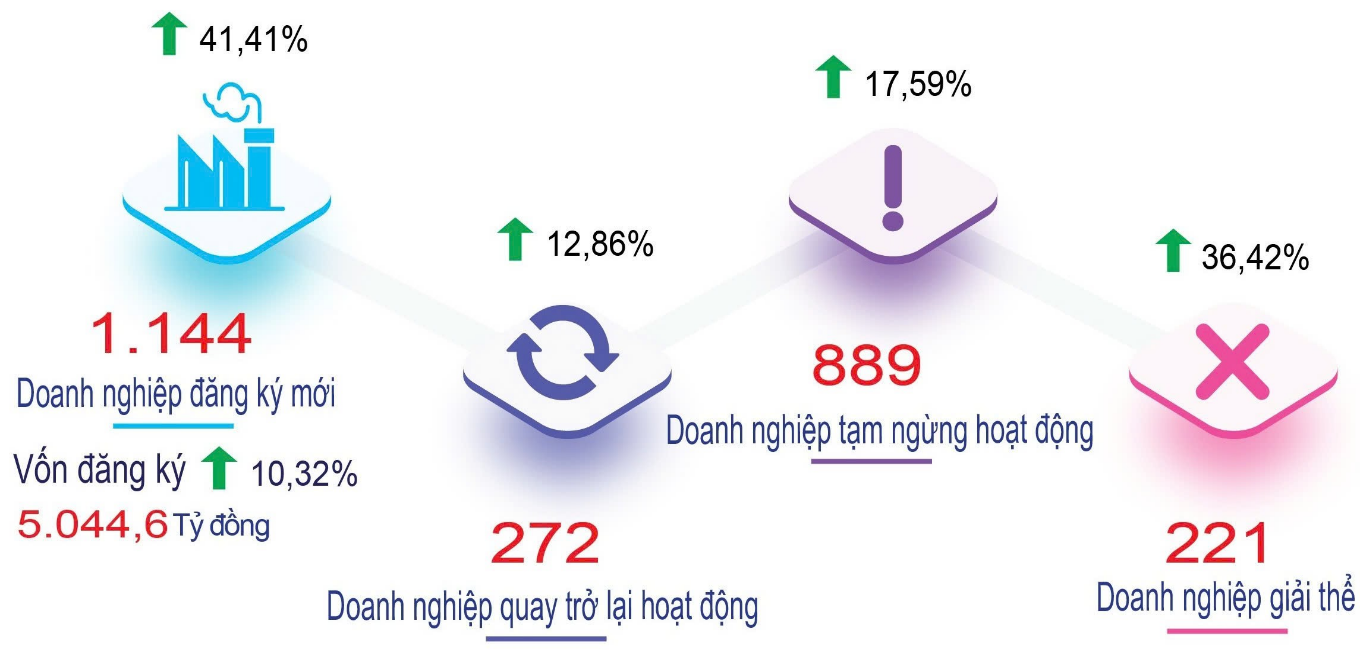 41,41%
1.144
Doanh nghiệp đăng ký mới
Vốn đăng ký 10,32%
5.044,6 Tỷ đồng
12,86%
272
Doanh nghiệp quay trở lại hoạt động
17,59%
889
Doanh nghiệp tạm ngừng hoạt động
36,42%
221
Doanh nghiệp giải thể